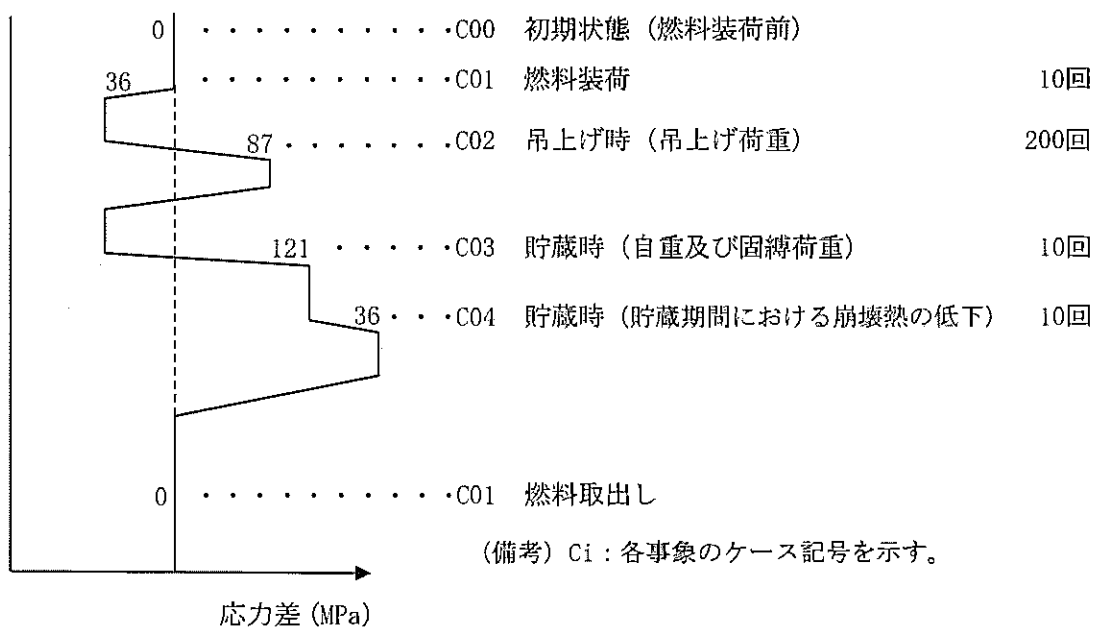 0 ・・・・・・・・・・C00 初期状態（燃料装荷前）
36 ・・・・・・・・・・C01 燃料装荷 10回
87・・・・・・・C02 吊上げ時（吊上げ荷重） 200回
121 ・・・・・C03 貯蔵時（自重及び固縛荷重） 10回
36・・・C04 貯蔵時（貯蔵期間における崩壊熱の低下） 10回
0 ・・・・・・・・・・C01 燃料取出し
（備考）Ci：各事象のケース記号を示す。
応力差 (MPa)